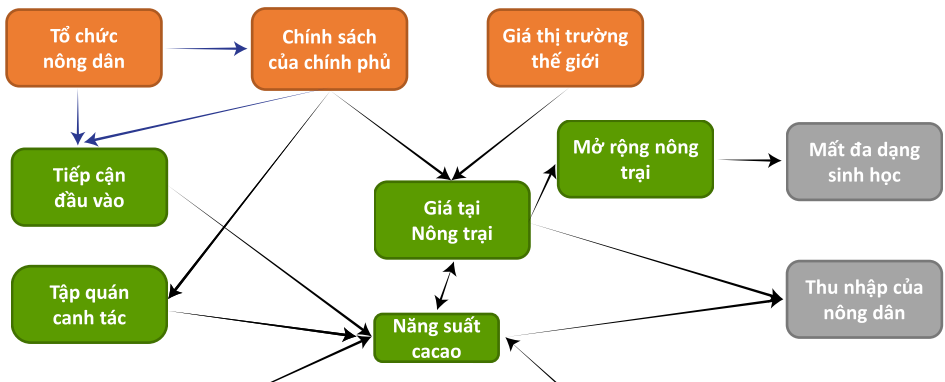 Tổ chức
nông dân
Chính sách
của chính phủ
Giá thị trường
thế giới
Mở rộng nông
trại
Mất đa dạng
sinh học
Tiếp cận
đầu vào
Giá tại
Nông trại
Tập quán
canh tác
Năng suất
cacao
Thu nhập của
nông dân